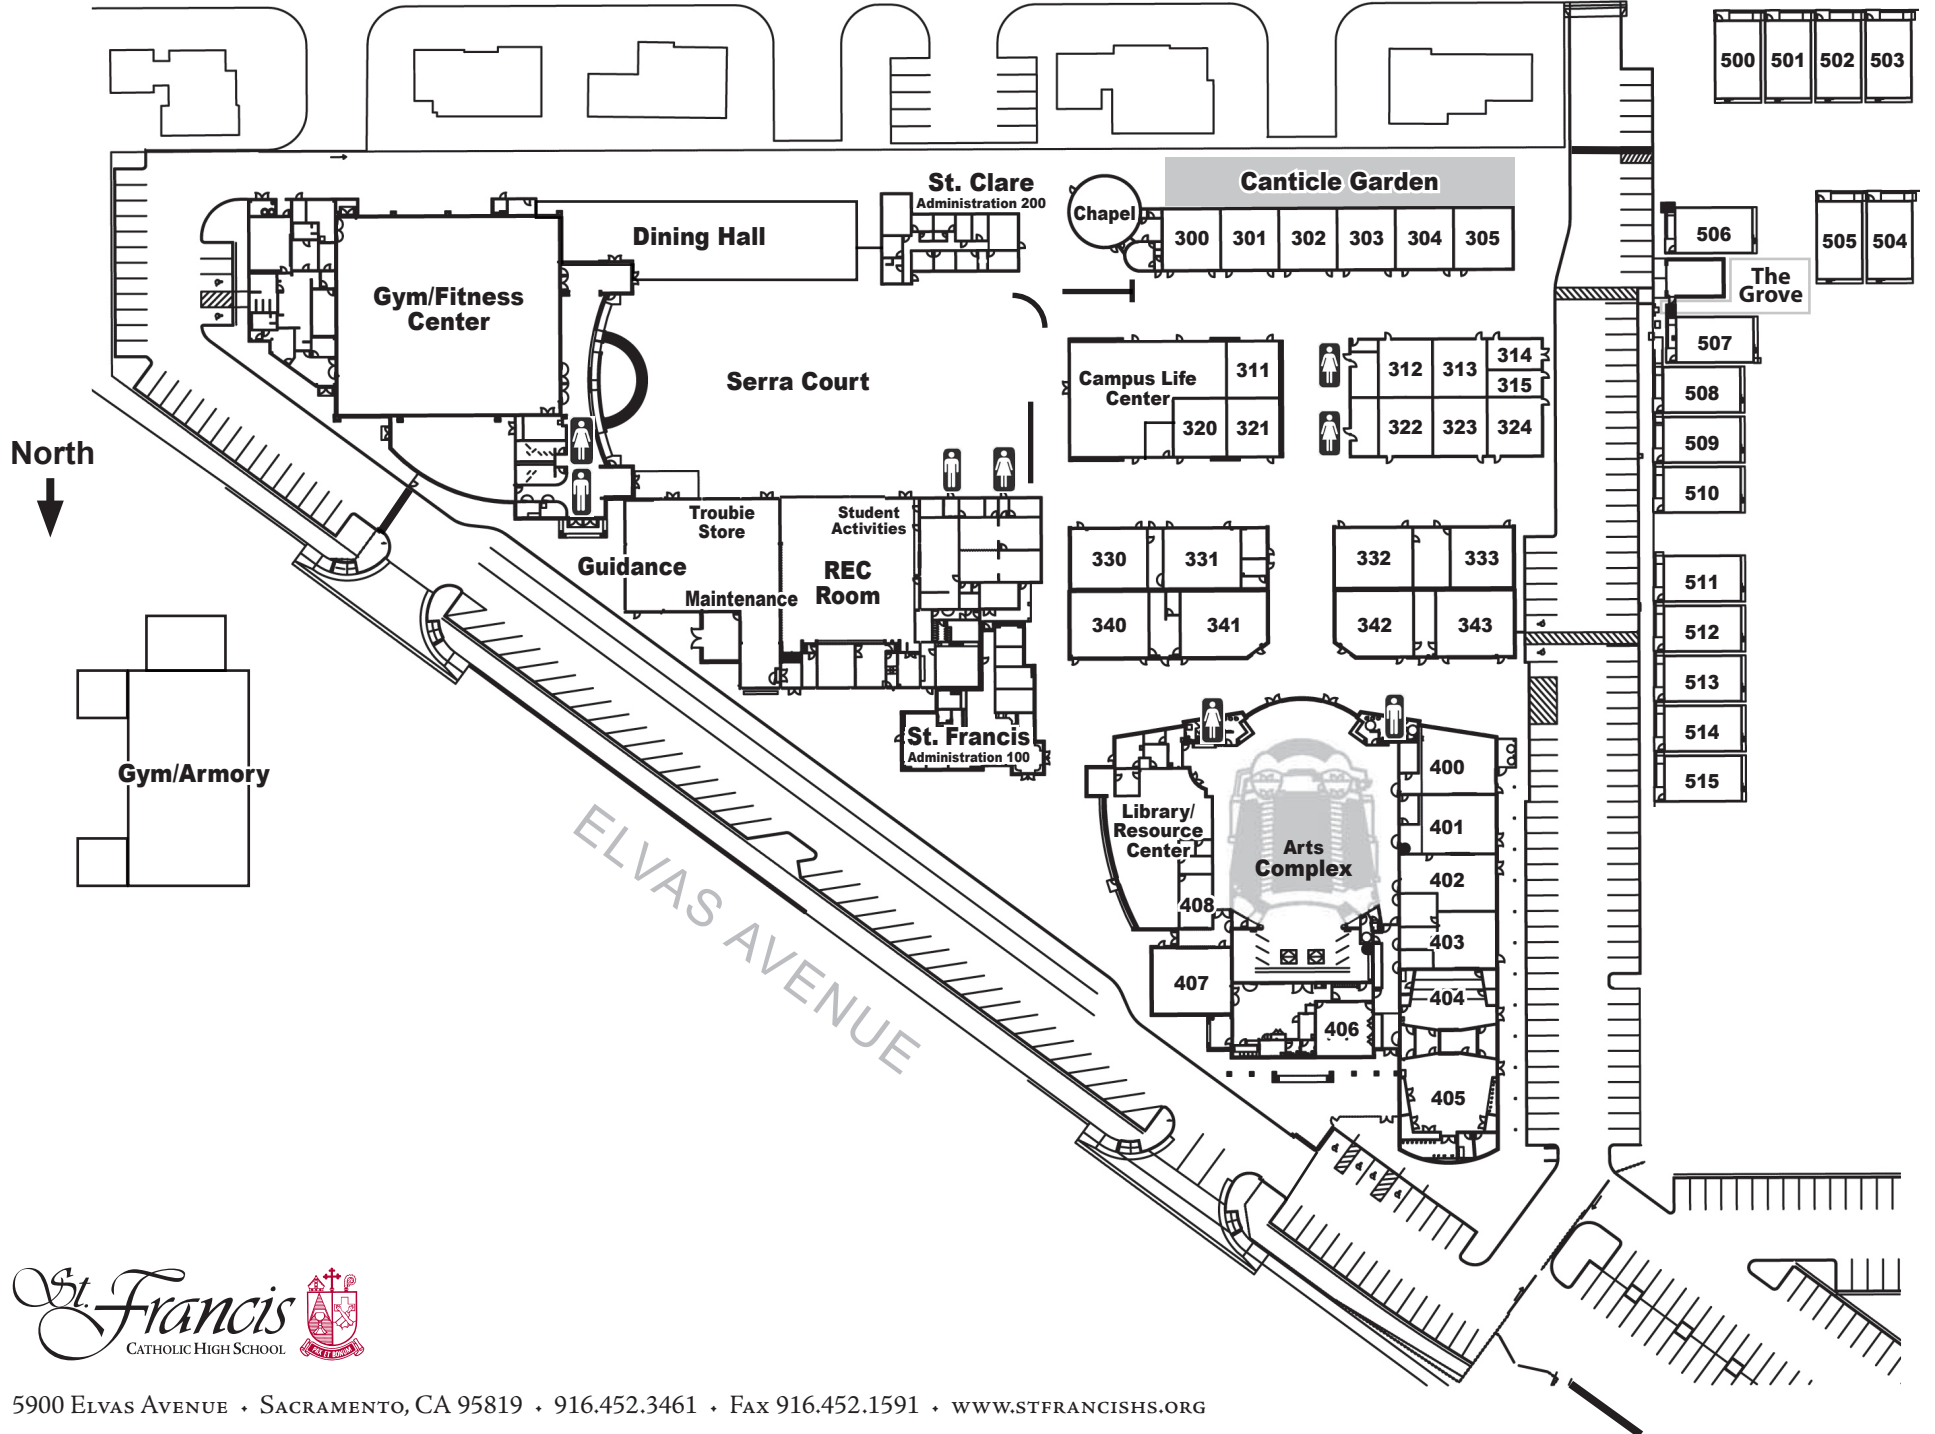 500 501 502 503
St. Clare
Administration 200
Canticle Garden
Chapel
300 301 302 303 304 305
Dining Hall
506
505 504
The
Grove
Gym/Fitness
Center
507
Serra Court
Campus Life
Center
311
320 321
312 313 314
315
322 323 324
508
509
510
North
Troubie
Store
Student
Activities
Guidance
REC
Room
Maintenance
330 331
340 341
332 333
342 343
511
512
513
514
515
St. Francis
Administration 100
Gym/Armory
Library/
Resource
Center
Arts
Complex
400
401
402
403
404
405
406
407
408
ELVAS AVENUE
St. Francis
CATHOLIC HIGH SCHOOL
PAX ET BONUM
5900 ELVAS AVENUE • SACRAMENTO, CA 95819 • 916.452.3461 • FAX 916.452.1591 • WWW.STFRANCISHS.ORG